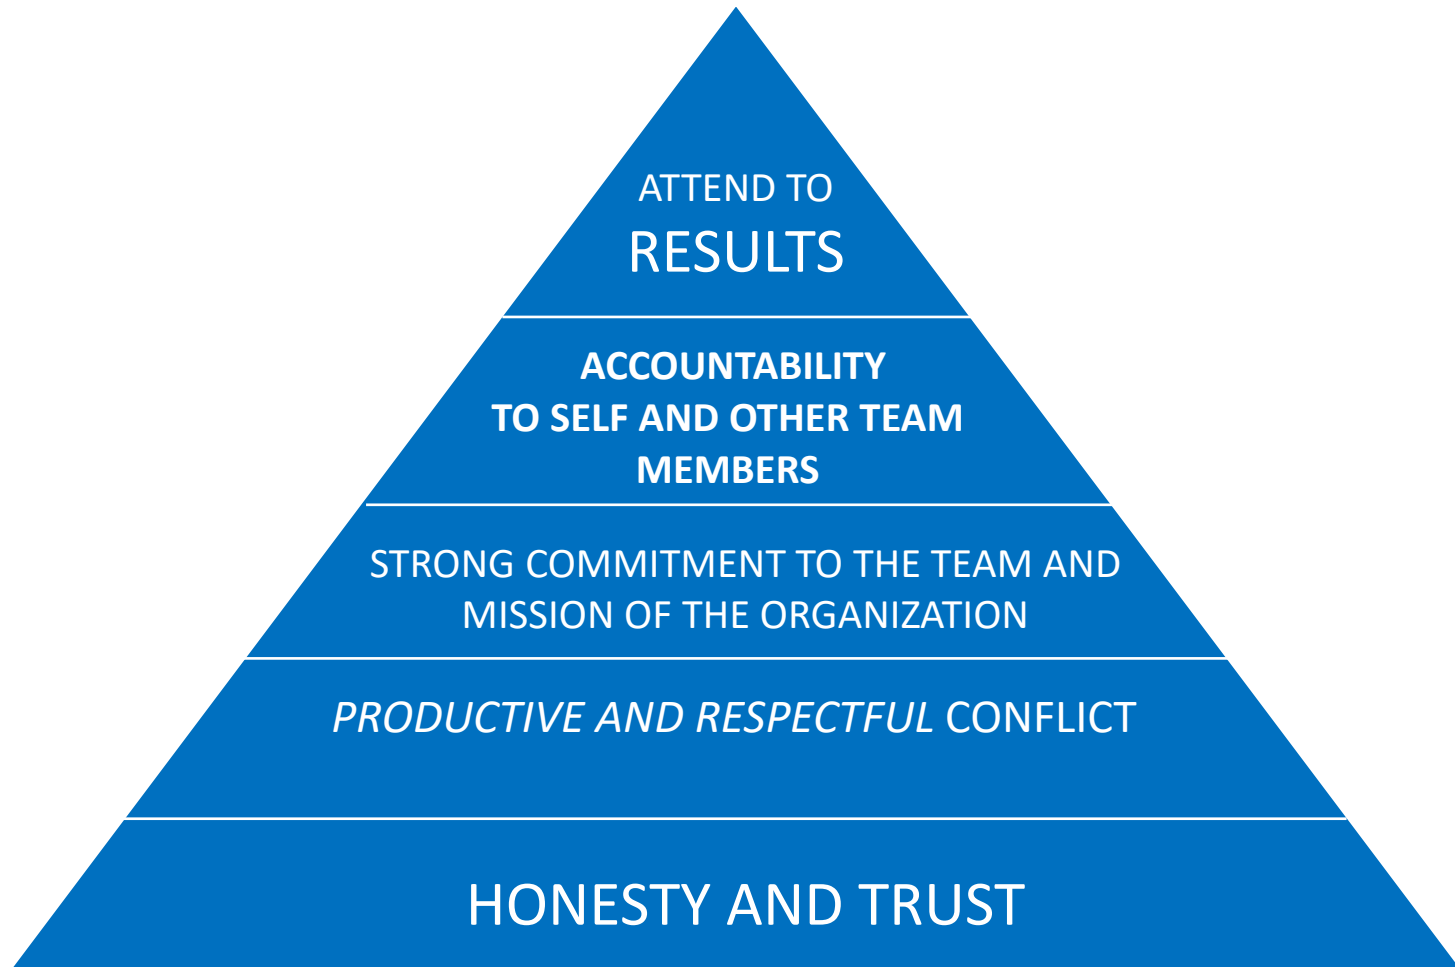 ATTEND TO
RESULTS
ACCOUNTABILITY
TO SELF AND OTHER TEAM
MEMBERS
STRONG COMMITMENT TO THE TEAM AND
MISSION OF THE ORGANIZATION
PRODUCTIVE AND RESPECTFUL CONFLICT
HONESTY AND TRUST